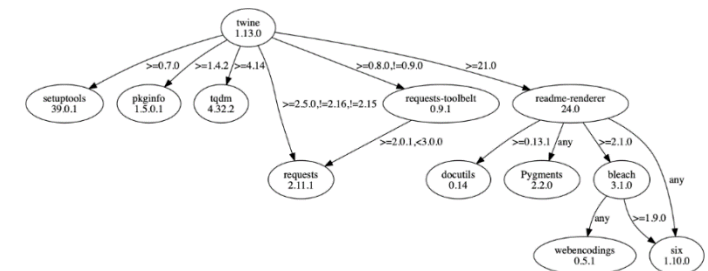 twine
1.13.0
>=0.7.0
>=1.4.2
>=4.14
>=0.8.0,!=0.9.0
>=21.0
setuptools
39.0.1
pkginfo
1.5.0.1
tqdm
4.32.2
>=2.5.0,!=2.16,!=2.15
requests-toolbelt
0.9.1
readme-renderer
24.0
>=2.0.1,<3.0.0
>=0.13.1
any
>=2.1.0
requests
2.11.1
docutils
0.14
Pygments
2.2.0
bleach
3.1.0
any
any
>=1.9.0
webencodings
0.5.1
six
1.10.0